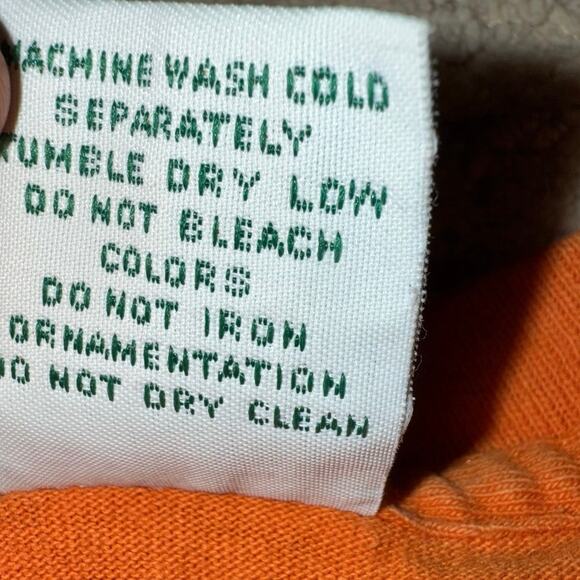 MACHINE WASH COLD
SEPARATELY
TUMBLE DRY LOW
DO NOT BLEACH
COLORS
DO NOT IRON
ORNAMENTATION
DO NOT DRY CLEAN